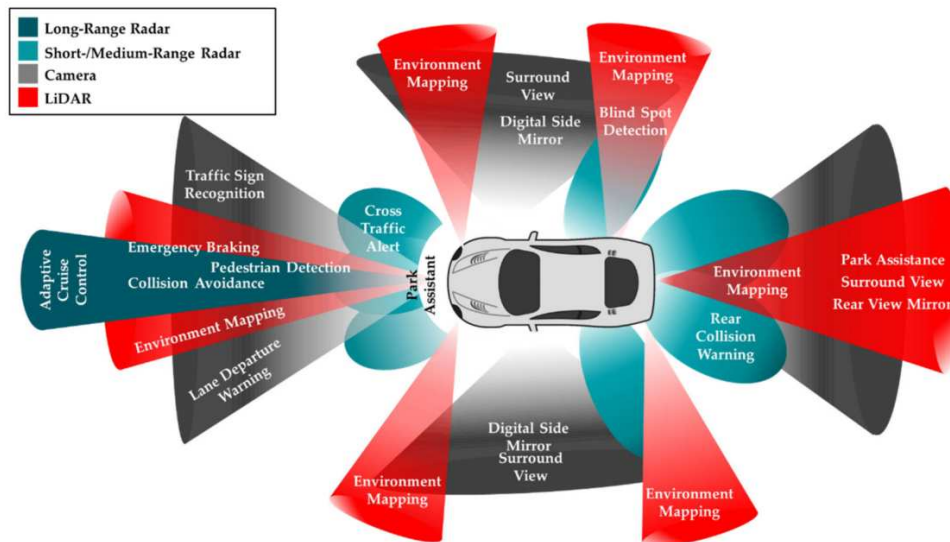 Long-Range Radar
Short-/Medium-Range Radar
Camera
LiDAR
Environment
Mapping
Surround
View
Digital Side
Mirror
Environment
Mapping
Blind Spot
Detection
Traffic Sign
Recognition
Cross
Traffic
Alert
Adaptive
Cruise
Control
Emergency Braking
Pedestrian Detection
Collision Avoidance
Park
Assistant
Environment Mapping
Lane Departure
Warning
Environment
Mapping
Park Assistance
Surround View
Rear View Mirror
Rear
Collision
Warning
Digital Side
Mirror
Surround
View
Environment
Mapping
Environment
Mapping